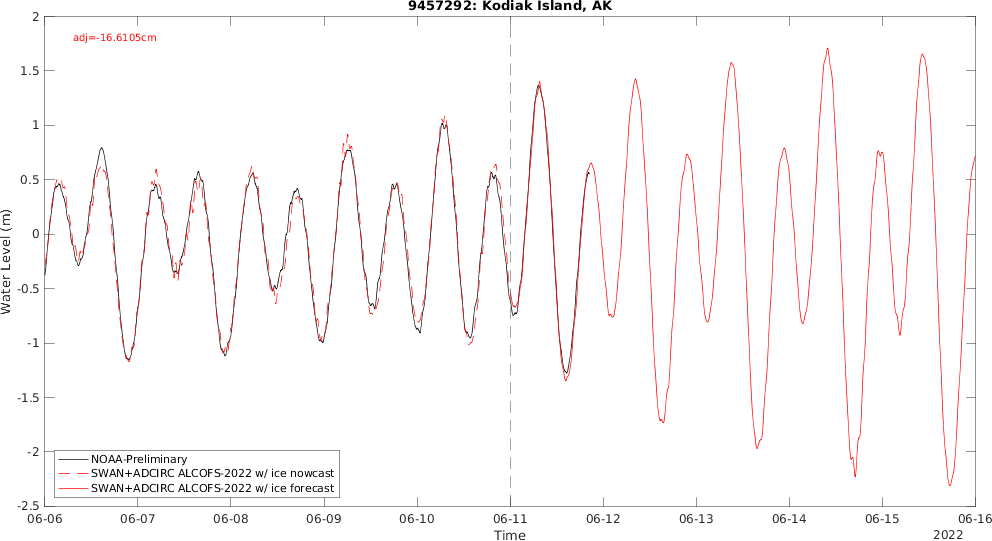 9457292: Kodiak Island, AK
adj=-16.6105cm
2
1.5
1
0.5
0
-0.5
-1
-1.5
-2
-2.5
Water Level (m)
NOAA-Preliminary
SWAN+ADCIRC ALCOFS-2022 w/ ice nowcast
SWAN+ADCIRC ALCOFS-2022 w/ ice forecast
06-06 06-07 06-08 06-09 06-10 06-11 06-12 06-13 06-14 06-15 06-16
Time
2022